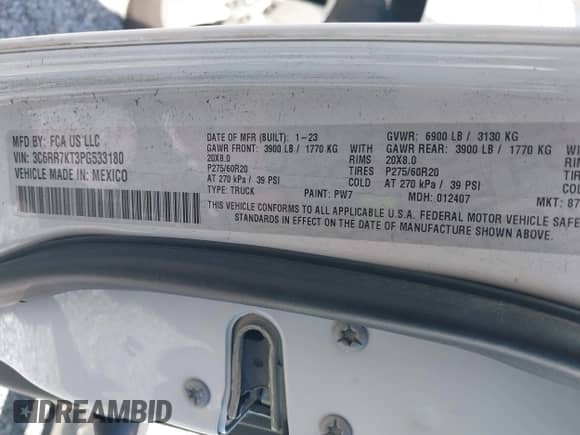 MFD BY: FCA US LLC
VIN: 3C6RR7KT3PG533180
VEHICLE MADE IN: MEXICO
DATE OF MFR (BUILT): 1-23
GVWR: 6900 LB / 3130 KG
GAWR FRONT: 3900 LB / 1770 KG WITH
GAWR REAR: 3900 LB / 1770 KG WITH
20X8.0 RIMS 20X8.0
P275/60R20 TIRES P275/60R20
AT 270 kPa / 39 PSI COLD AT 270 kPa / 39 PSI
TYPE: TRUCK PAINT: PW7 MDH: 012407 MKT: 87
THIS VEHICLE CONFORMS TO ALL APPLICABLE U.S.A. FEDERAL MOTOR VEHICLE SAFE
STANDARDS IN EFFECT ON THE DATE OF MANUFACTURE SHOWN ABOVE.
DREAMBID